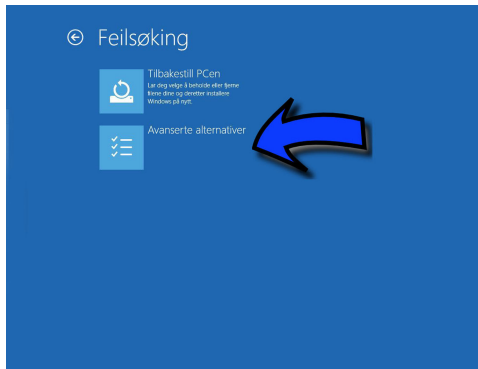 Feilsøking
Tilbakestill PCen
Lar deg velge å beholde eller fjerne
filene dine og deretter installere
Windows på nytt.
Avanserte alternativer